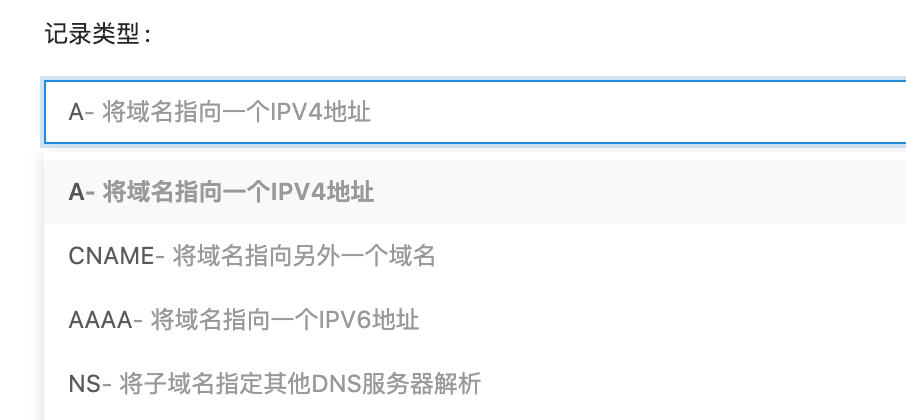 记录类型:
A- 将域名指向一个IPV4地址
A- 将域名指向一个IPV4地址
CNAME- 将域名指向另外一个域名
AAAA- 将域名指向一个IPV6地址
NS- 将子域名指定其他DNS服务器解析